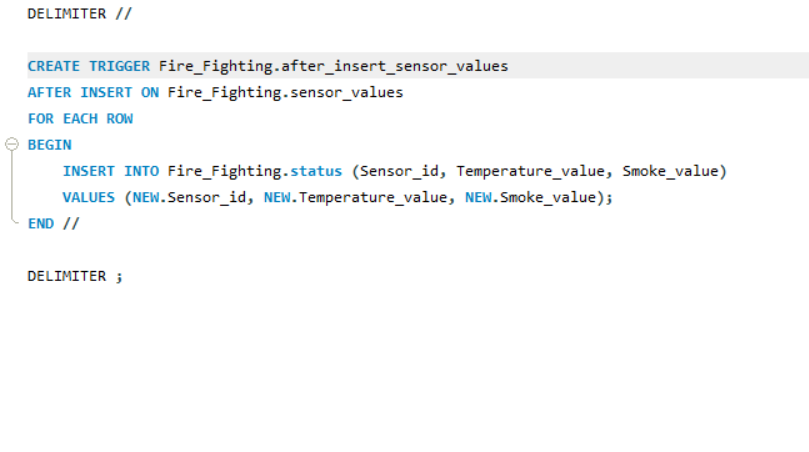 DELIMITER //
CREATE TRIGGER Fire_Fighting.after_insert_sensor_values
AFTER INSERT ON Fire_Fighting.sensor_values
FOR EACH ROW
BEGIN
INSERT INTO Fire_Fighting.status (Sensor_id, Temperature_value, Smoke_value)
VALUES (NEW.Sensor_id, NEW.Temperature_value, NEW.Smoke_value);
END //
DELIMITER ;